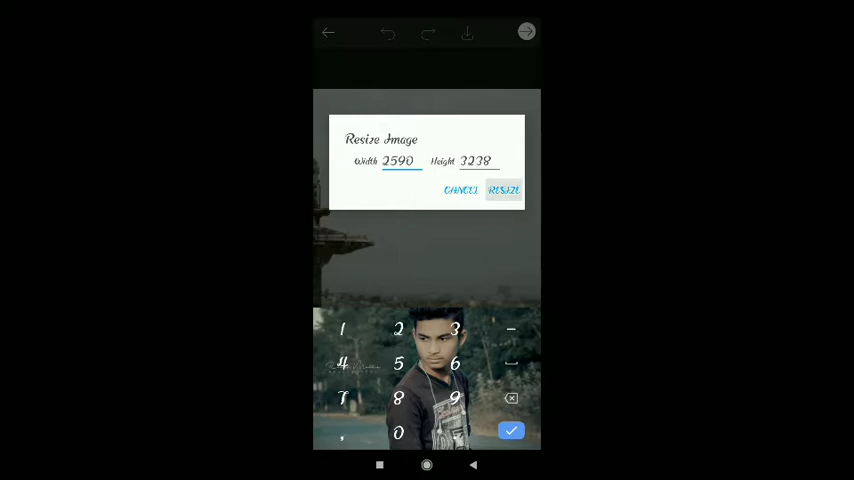 Resize Image
Width 2590 Height 3238
CANCEL RESIZE
1 2 3 –
4 5 6
7 8 9
, 0 .